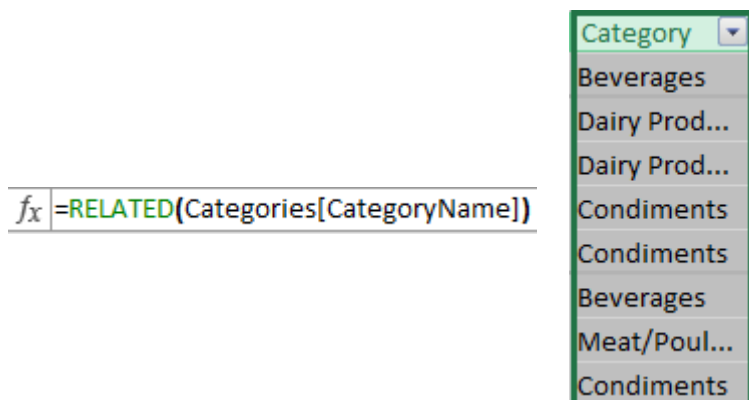 fx =RELATED(Categories[CategoryName])
Category
Beverages
Dairy Prod...
Dairy Prod...
Condiments
Condiments
Beverages
Meat/Poul...
Condiments